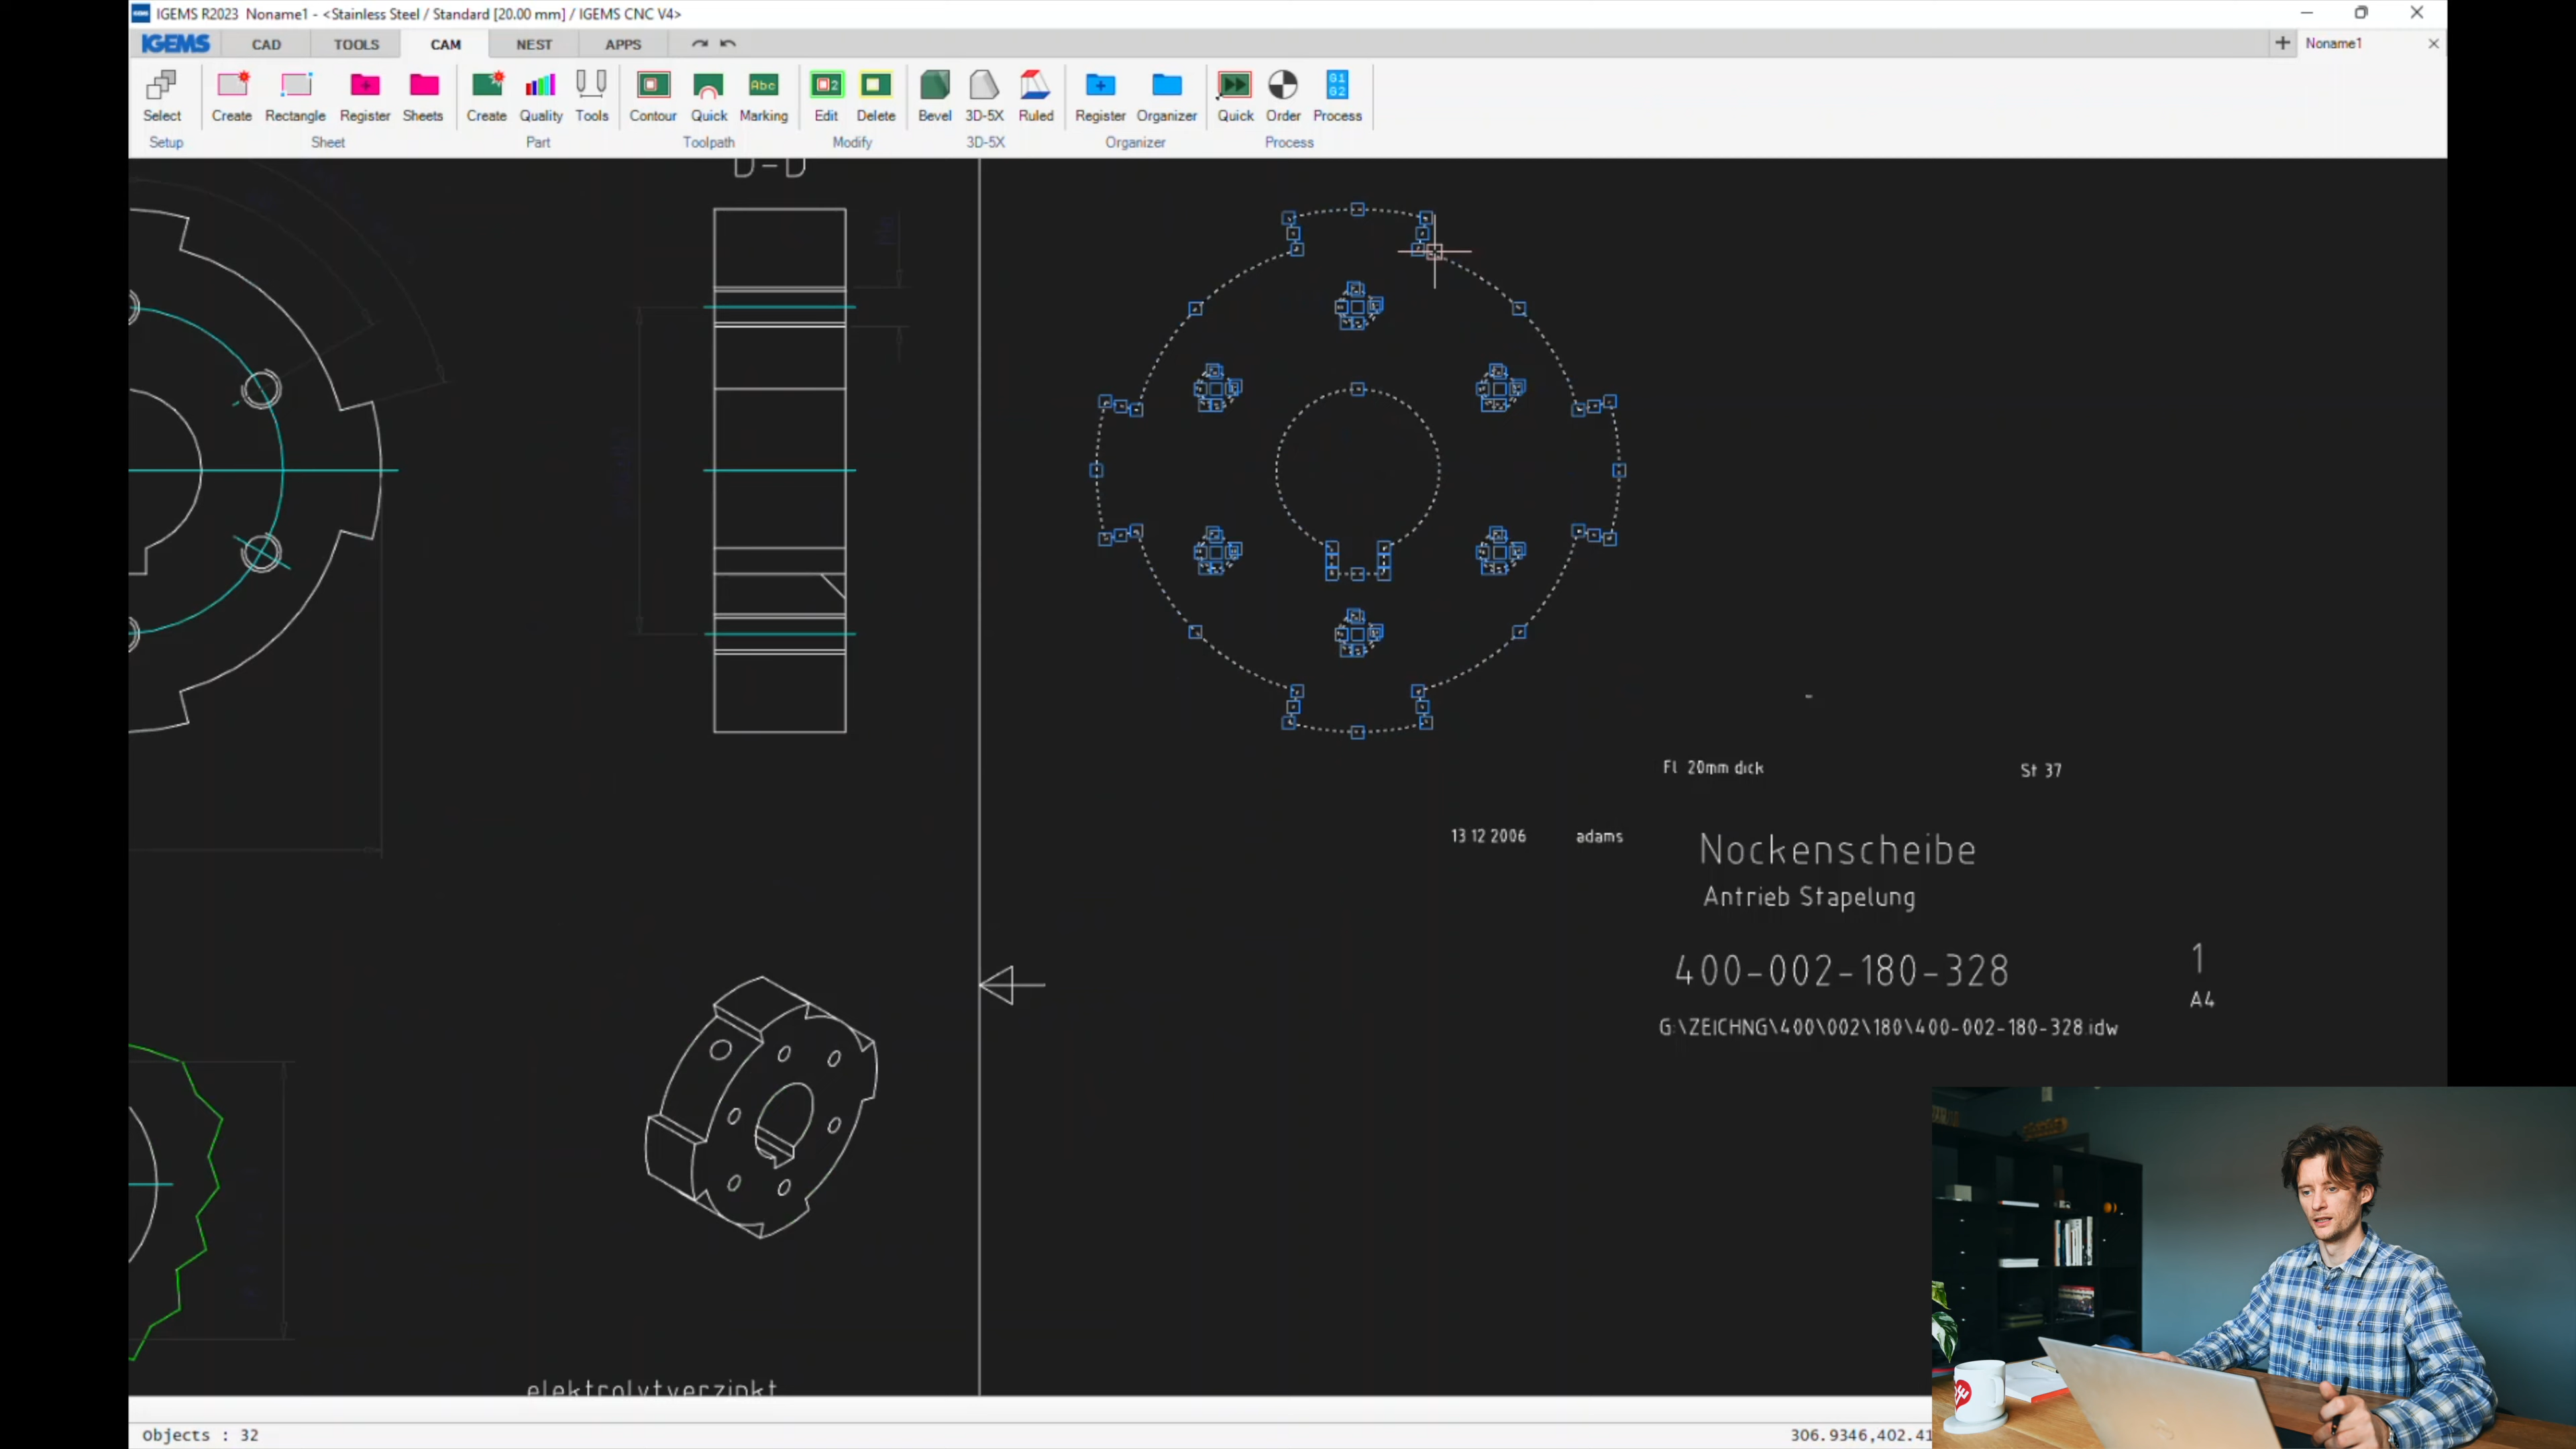 IGEMS R2023 Noname1 - <Stainless Steel / Standard [20.00 mm] / IGEMS CNC V4>
IGEMS CAD TOOLS CAM NEST APPS
Noname1
Select Create Rectangle Register Sheets Create Quality Tools Contour Quick Marking Edit Delete Bevel 3D-5X Ruled Register Organizer Quick Order Process
Abc
G1
G2
Setup Sheet Part Toolpath Modify 3D-5X Organizer Process
D-D
Fl 20mm dick
St 37
13 12 2006 adams
Nockenscheibe
Antrieb Stapelung
400-002-180-328
1
A4
G:\ZEICHNG\400\002\180\400-002-180-328.idw
elektrolytverzinkt
Objects : 32
306.9346,402.41